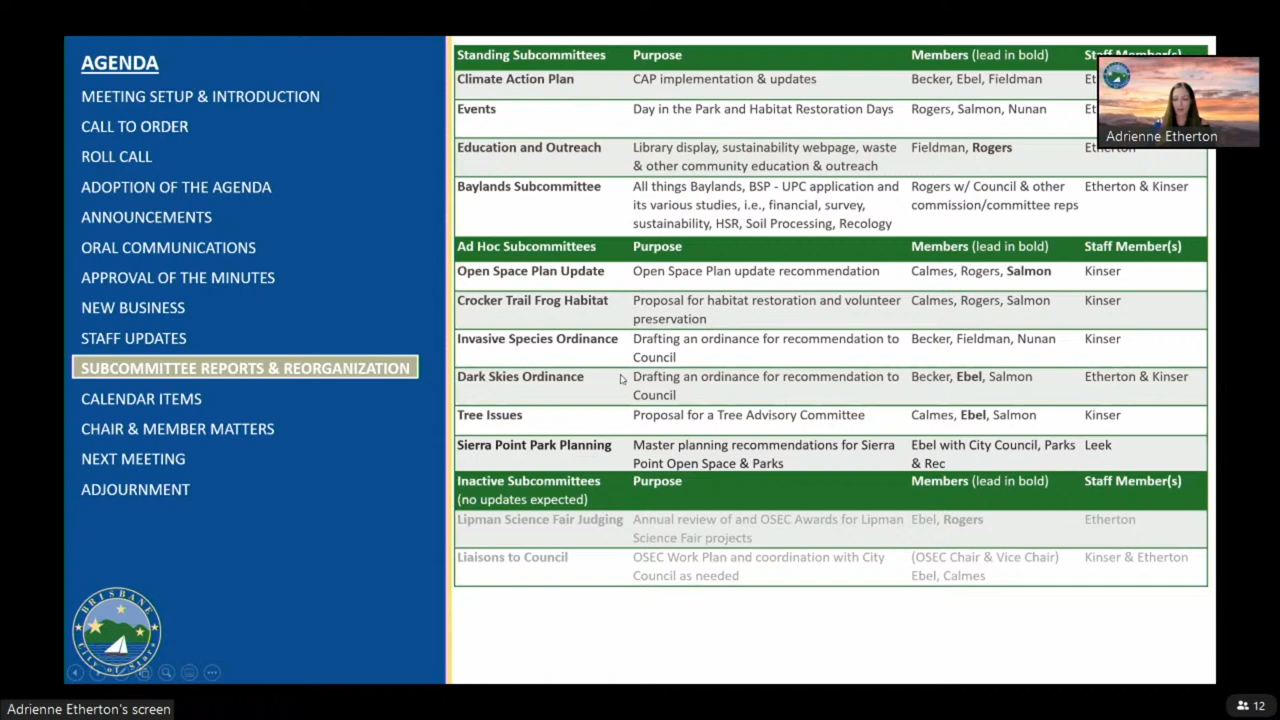 AGENDA
MEETING SETUP & INTRODUCTION
CALL TO ORDER
ROLL CALL
ADOPTION OF THE AGENDA
ANNOUNCEMENTS
ORAL COMMUNICATIONS
APPROVAL OF THE MINUTES
NEW BUSINESS
STAFF UPDATES
SUBCOMMITTEE REPORTS & REORGANIZATION
CALENDAR ITEMS
CHAIR & MEMBER MATTERS
NEXT MEETING
ADJOURNMENT
BRISBANE
City of Stars
Standing Subcommittees Purpose Members (lead in bold)
Climate Action Plan CAP implementation & updates Becker, Ebel, Fieldman
Events Day in the Park and Habitat Restoration Days Rogers, Salmon, Nunan
Education and Outreach Library display, sustainability webpage, waste Fieldman, Rogers Etherton
& other community education & outreach
Baylands Subcommittee All things Baylands, BSP - UPC application and Rogers w/ Council & other Etherton & Kinser
its various studies, i.e., financial, survey, commission/committee reps
sustainability, HSR, Soil Processing, Recology
Ad Hoc Subcommittees Purpose Members (lead in bold) Staff Member(s)
Open Space Plan Update Open Space Plan update recommendation Calmes, Rogers, Salmon Kinser
Crocker Trail Frog Habitat Proposal for habitat restoration and volunteer Calmes, Rogers, Salmon Kinser
preservation
Invasive Species Ordinance Drafting an ordinance for recommendation to Becker, Fieldman, Nunan Kinser
Council
Dark Skies Ordinance Drafting an ordinance for recommendation to Becker, Ebel, Salmon Etherton & Kinser
Council
Tree Issues Proposal for a Tree Advisory Committee Calmes, Ebel, Salmon Kinser
Sierra Point Park Planning Master planning recommendations for Sierra Ebel with City Council, Parks Leek
Point Open Space & Parks & Rec
Inactive Subcommittees Purpose Members (lead in bold) Staff Member(s)
(no updates expected)
Lipman Science Fair Judging Annual review of and OSEC Awards for Lipman Ebel, Rogers Etherton
Science Fair projects
Liaisons to Council OSEC Work Plan and coordination with City (OSEC Chair & Vice Chair) Kinser & Etherton
Council as needed Ebel, Calmes
Adrienne Etherton
Adrienne Etherton's screen
12